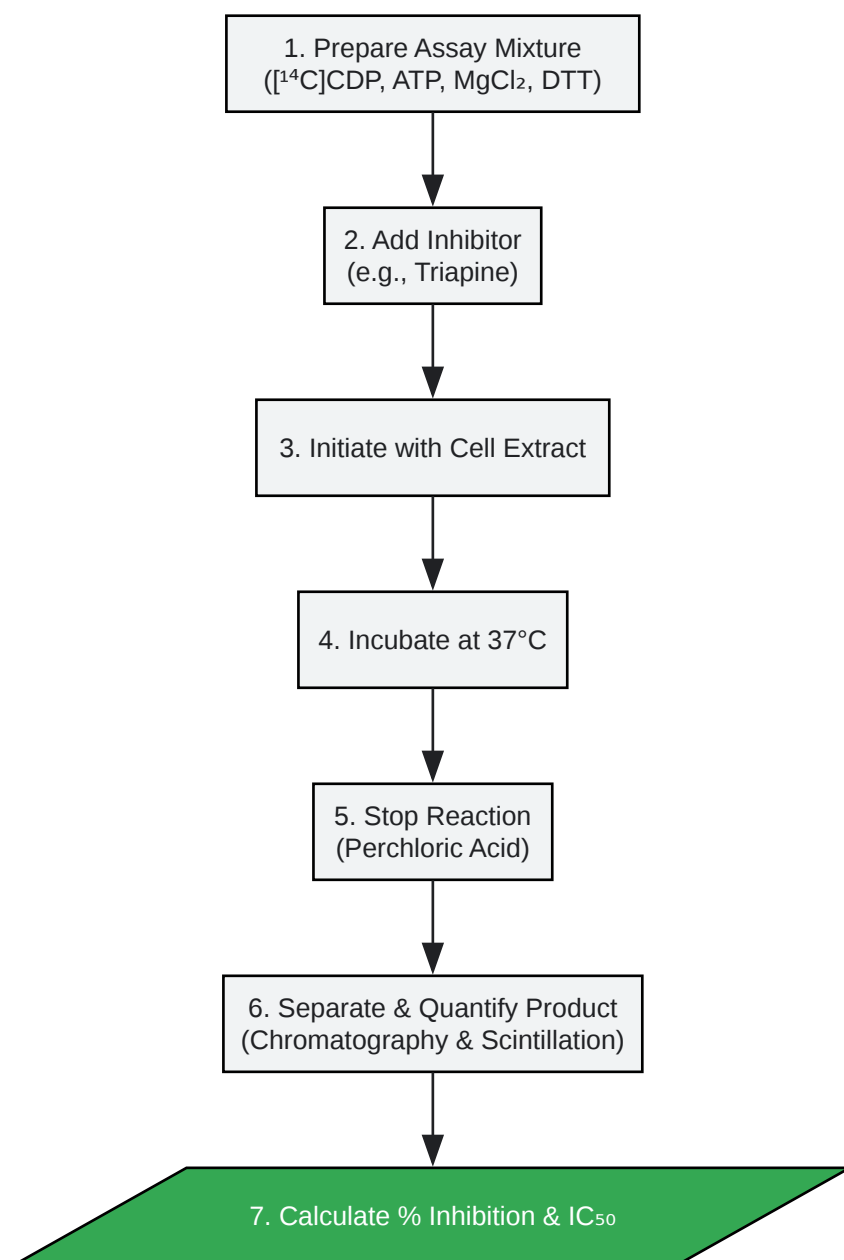 1. Prepare Assay Mixture
([¹⁴C]CDP, ATP, MgCl₂, DTT)
2. Add Inhibitor
(e.g., Triapine)
3. Initiate with Cell Extract
4. Incubate at 37°C
5. Stop Reaction
(Perchloric Acid)
6. Separate & Quantify Product
(Chromatography & Scintillation)
7. Calculate % Inhibition & IC₅₀